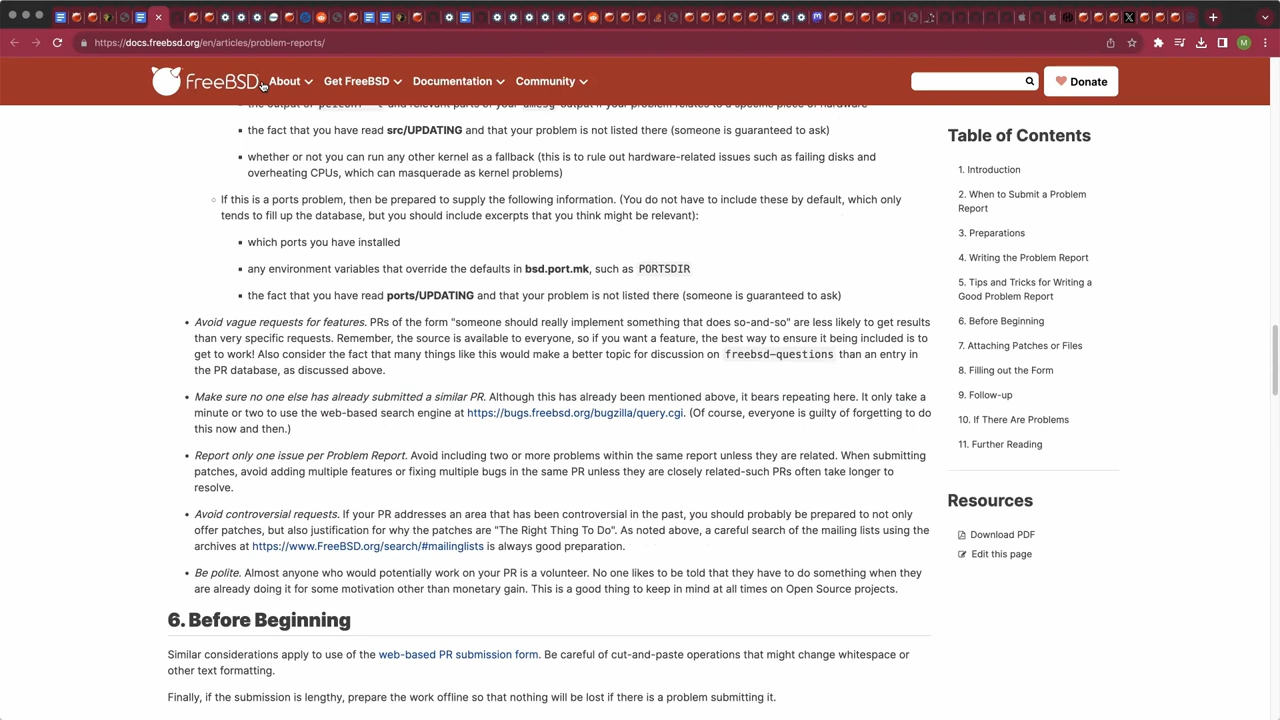 https://docs.freebsd.org/en/articles/problem-reports/
M
FreeBSD
About
Get FreeBSD
Documentation
Community
Donate
▪ the fact that you have read src/UPDATING and that your problem is not listed there (someone is guaranteed to ask)
▪ whether or not you can run any other kernel as a fallback (this is to rule out hardware-related issues such as failing disks and
overheating CPUs, which can masquerade as kernel problems)
○ If this is a ports problem, then be prepared to supply the following information. (You do not have to include these by default, which only
tends to fill up the database, but you should include excerpts that you think might be relevant):
▪ which ports you have installed
▪ any environment variables that override the defaults in bsd.port.mk, such as PORTSDIR
▪ the fact that you have read ports/UPDATING and that your problem is not listed there (someone is guaranteed to ask)
• Avoid vague requests for features. PRs of the form "someone should really implement something that does so-and-so" are less likely to get results
than very specific requests. Remember, the source is available to everyone, so if you want a feature, the best way to ensure it being included is to
get to work! Also consider the fact that many things like this would make a better topic for discussion on freebsd-questions than an entry in
the PR database, as discussed above.
• Make sure no one else has already submitted a similar PR. Although this has already been mentioned above, it bears repeating here. It only take a
minute or two to use the web-based search engine at https://bugs.freebsd.org/bugzilla/query.cgi. (Of course, everyone is guilty of forgetting to do
this now and then.)
• Report only one issue per Problem Report. Avoid including two or more problems within the same report unless they are related. When submitting
patches, avoid adding multiple features or fixing multiple bugs in the same PR unless they are closely related-such PRs often take longer to
resolve.
• Avoid controversial requests. If your PR addresses an area that has been controversial in the past, you should probably be prepared to not only
offer patches, but also justification for why the patches are "The Right Thing To Do". As noted above, a careful search of the mailing lists using the
archives at https://www.FreeBSD.org/search/#mailinglists is always good preparation.
• Be polite. Almost anyone who would potentially work on your PR is a volunteer. No one likes to be told that they have to do something when they
are already doing it for some motivation other than monetary gain. This is a good thing to keep in mind at all times on Open Source projects.
6. Before Beginning
Similar considerations apply to use of the web-based PR submission form. Be careful of cut-and-paste operations that might change whitespace or
other text formatting.
Finally, if the submission is lengthy, prepare the work offline so that nothing will be lost if there is a problem submitting it.
Table of Contents
1. Introduction
2. When to Submit a Problem
Report
3. Preparations
4. Writing the Problem Report
5. Tips and Tricks for Writing a
Good Problem Report
6. Before Beginning
7. Attaching Patches or Files
8. Filling out the Form
9. Follow-up
10. If There Are Problems
11. Further Reading
Resources
Download PDF
Edit this page